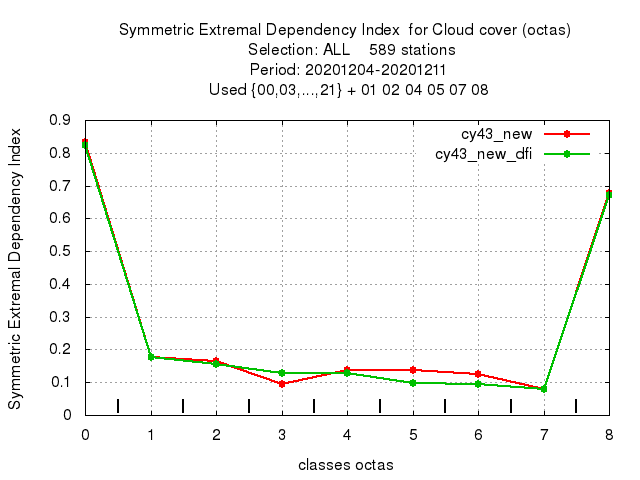 Symmetric Extremal Dependency Index  for Cloud cover (octas)
Selection: ALL    589 stations
Period: 20201204-20201211
Used {00,03,...,21} + 01 02 04 05 07 08
Symmetric Extremal Dependency Index
0.9
0.8
0.7
0.6
0.5
0.4
0.3
0.2
0.1
0
cy43_new
cy43_new_dfi
0 1 2 3 4 5 6 7 8
classes octas